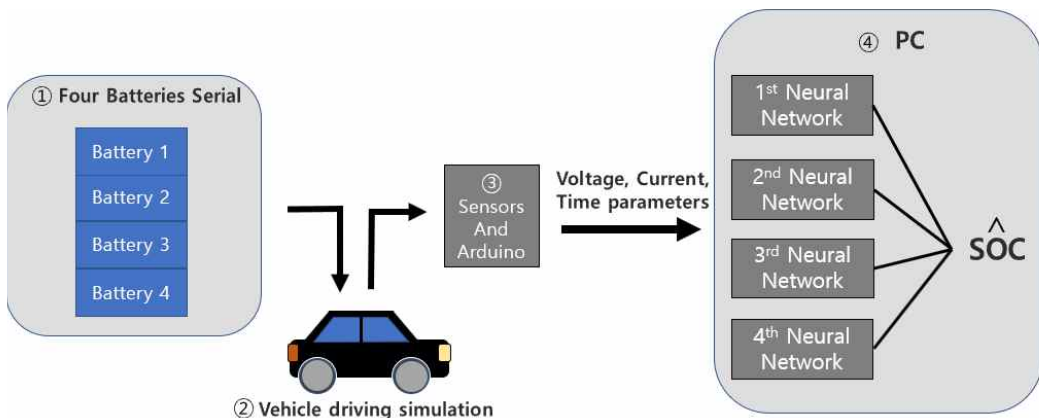 ① Four Batteries Serial
Battery 1
Battery 2
Battery 3
Battery 4
② Vehicle driving simulation
③
Sensors
And
Arduino
Voltage, Current,
Time parameters
④ PC
1st Neural
Network
2nd Neural
Network
3rd Neural
Network
4th Neural
Network
^
SOC